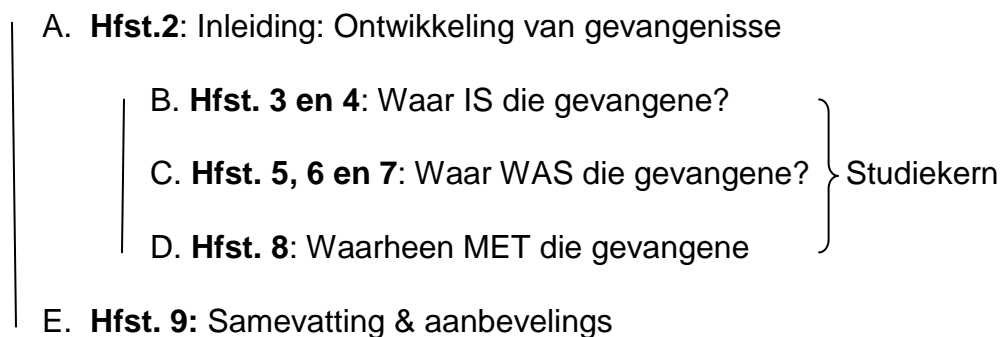 A. Hfst.2: Inleiding: Ontwikkeling van gevangenisse
B. Hfst. 3 en 4: Waar IS die gevangene?
C. Hfst. 5, 6 en 7: Waar WAS die gevangene? Studiekern
D. Hfst. 8: Waarheen MET die gevangene
E. Hfst. 9: Samevatting & aanbevelings